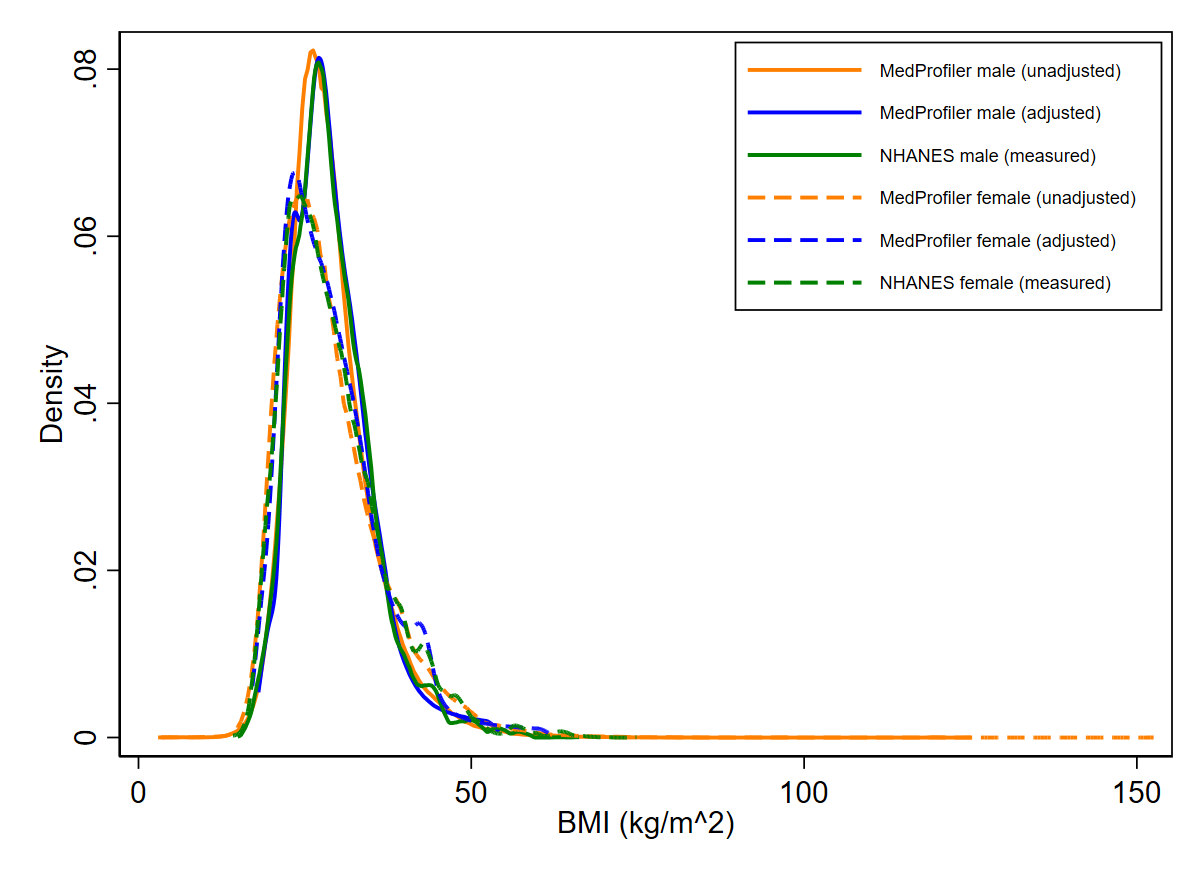 MedProfiler male (unadjusted)
MedProfiler male (adjusted)
NHANES male (measured)
MedProfiler female (unadjusted)
MedProfiler female (adjusted)
NHANES female (measured)
.08
.06
.04
.02
0
Density
0 50 100 150
BMI (kg/m^2)